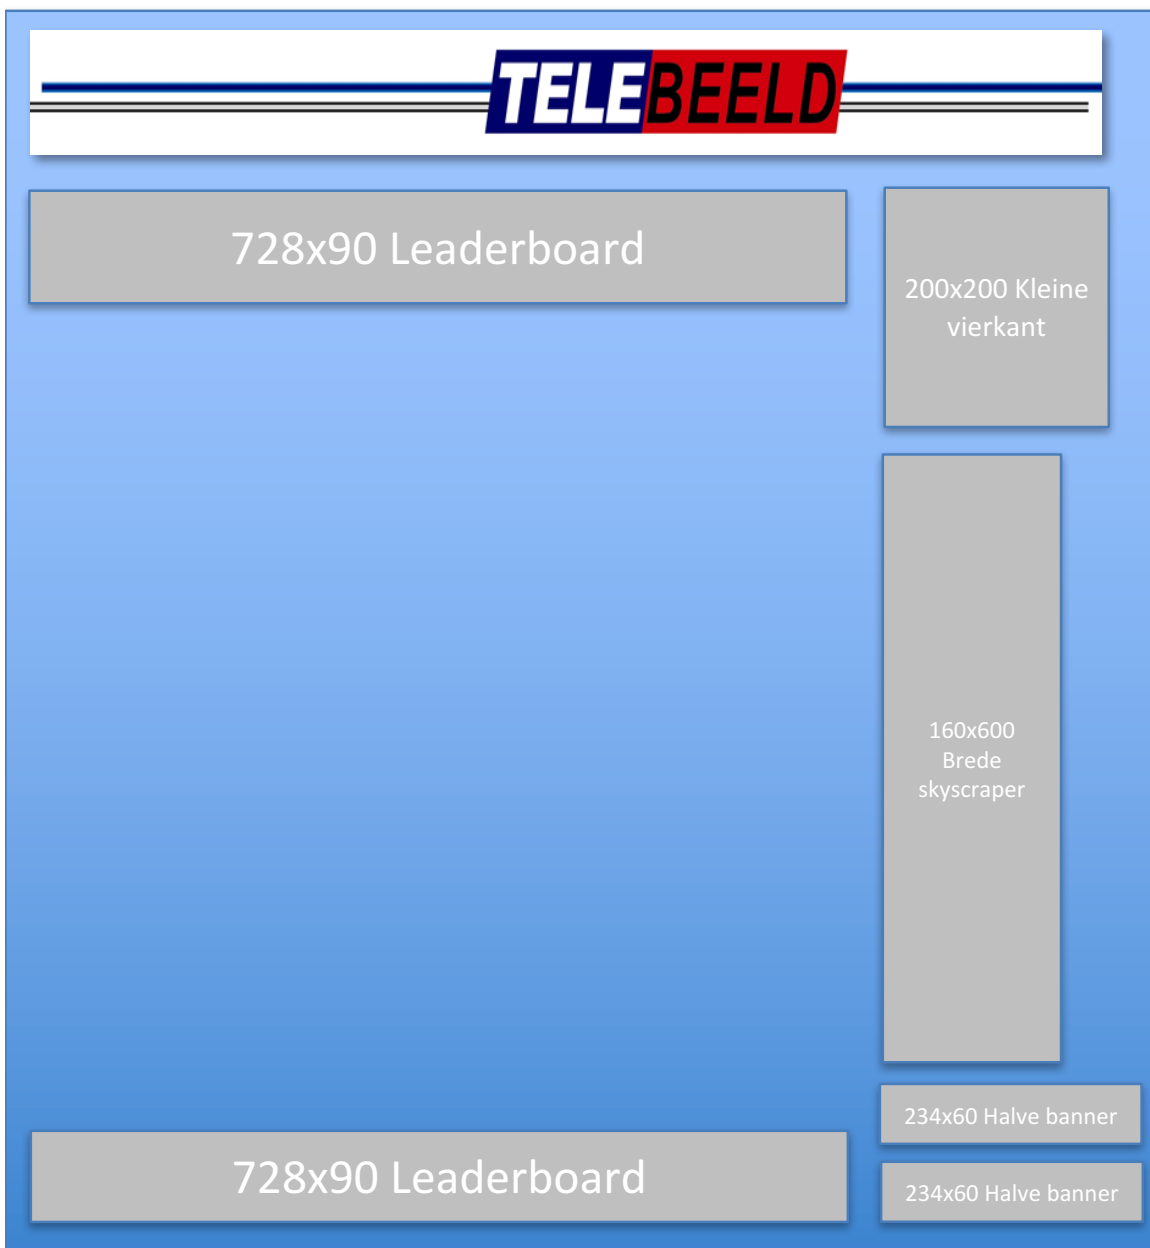 TELEBEELD
728x90 Leaderboard
200x200 Kleine
vierkant
160x600
Brede
skyscraper
234x60 Halve banner
728x90 Leaderboard
234x60 Halve banner